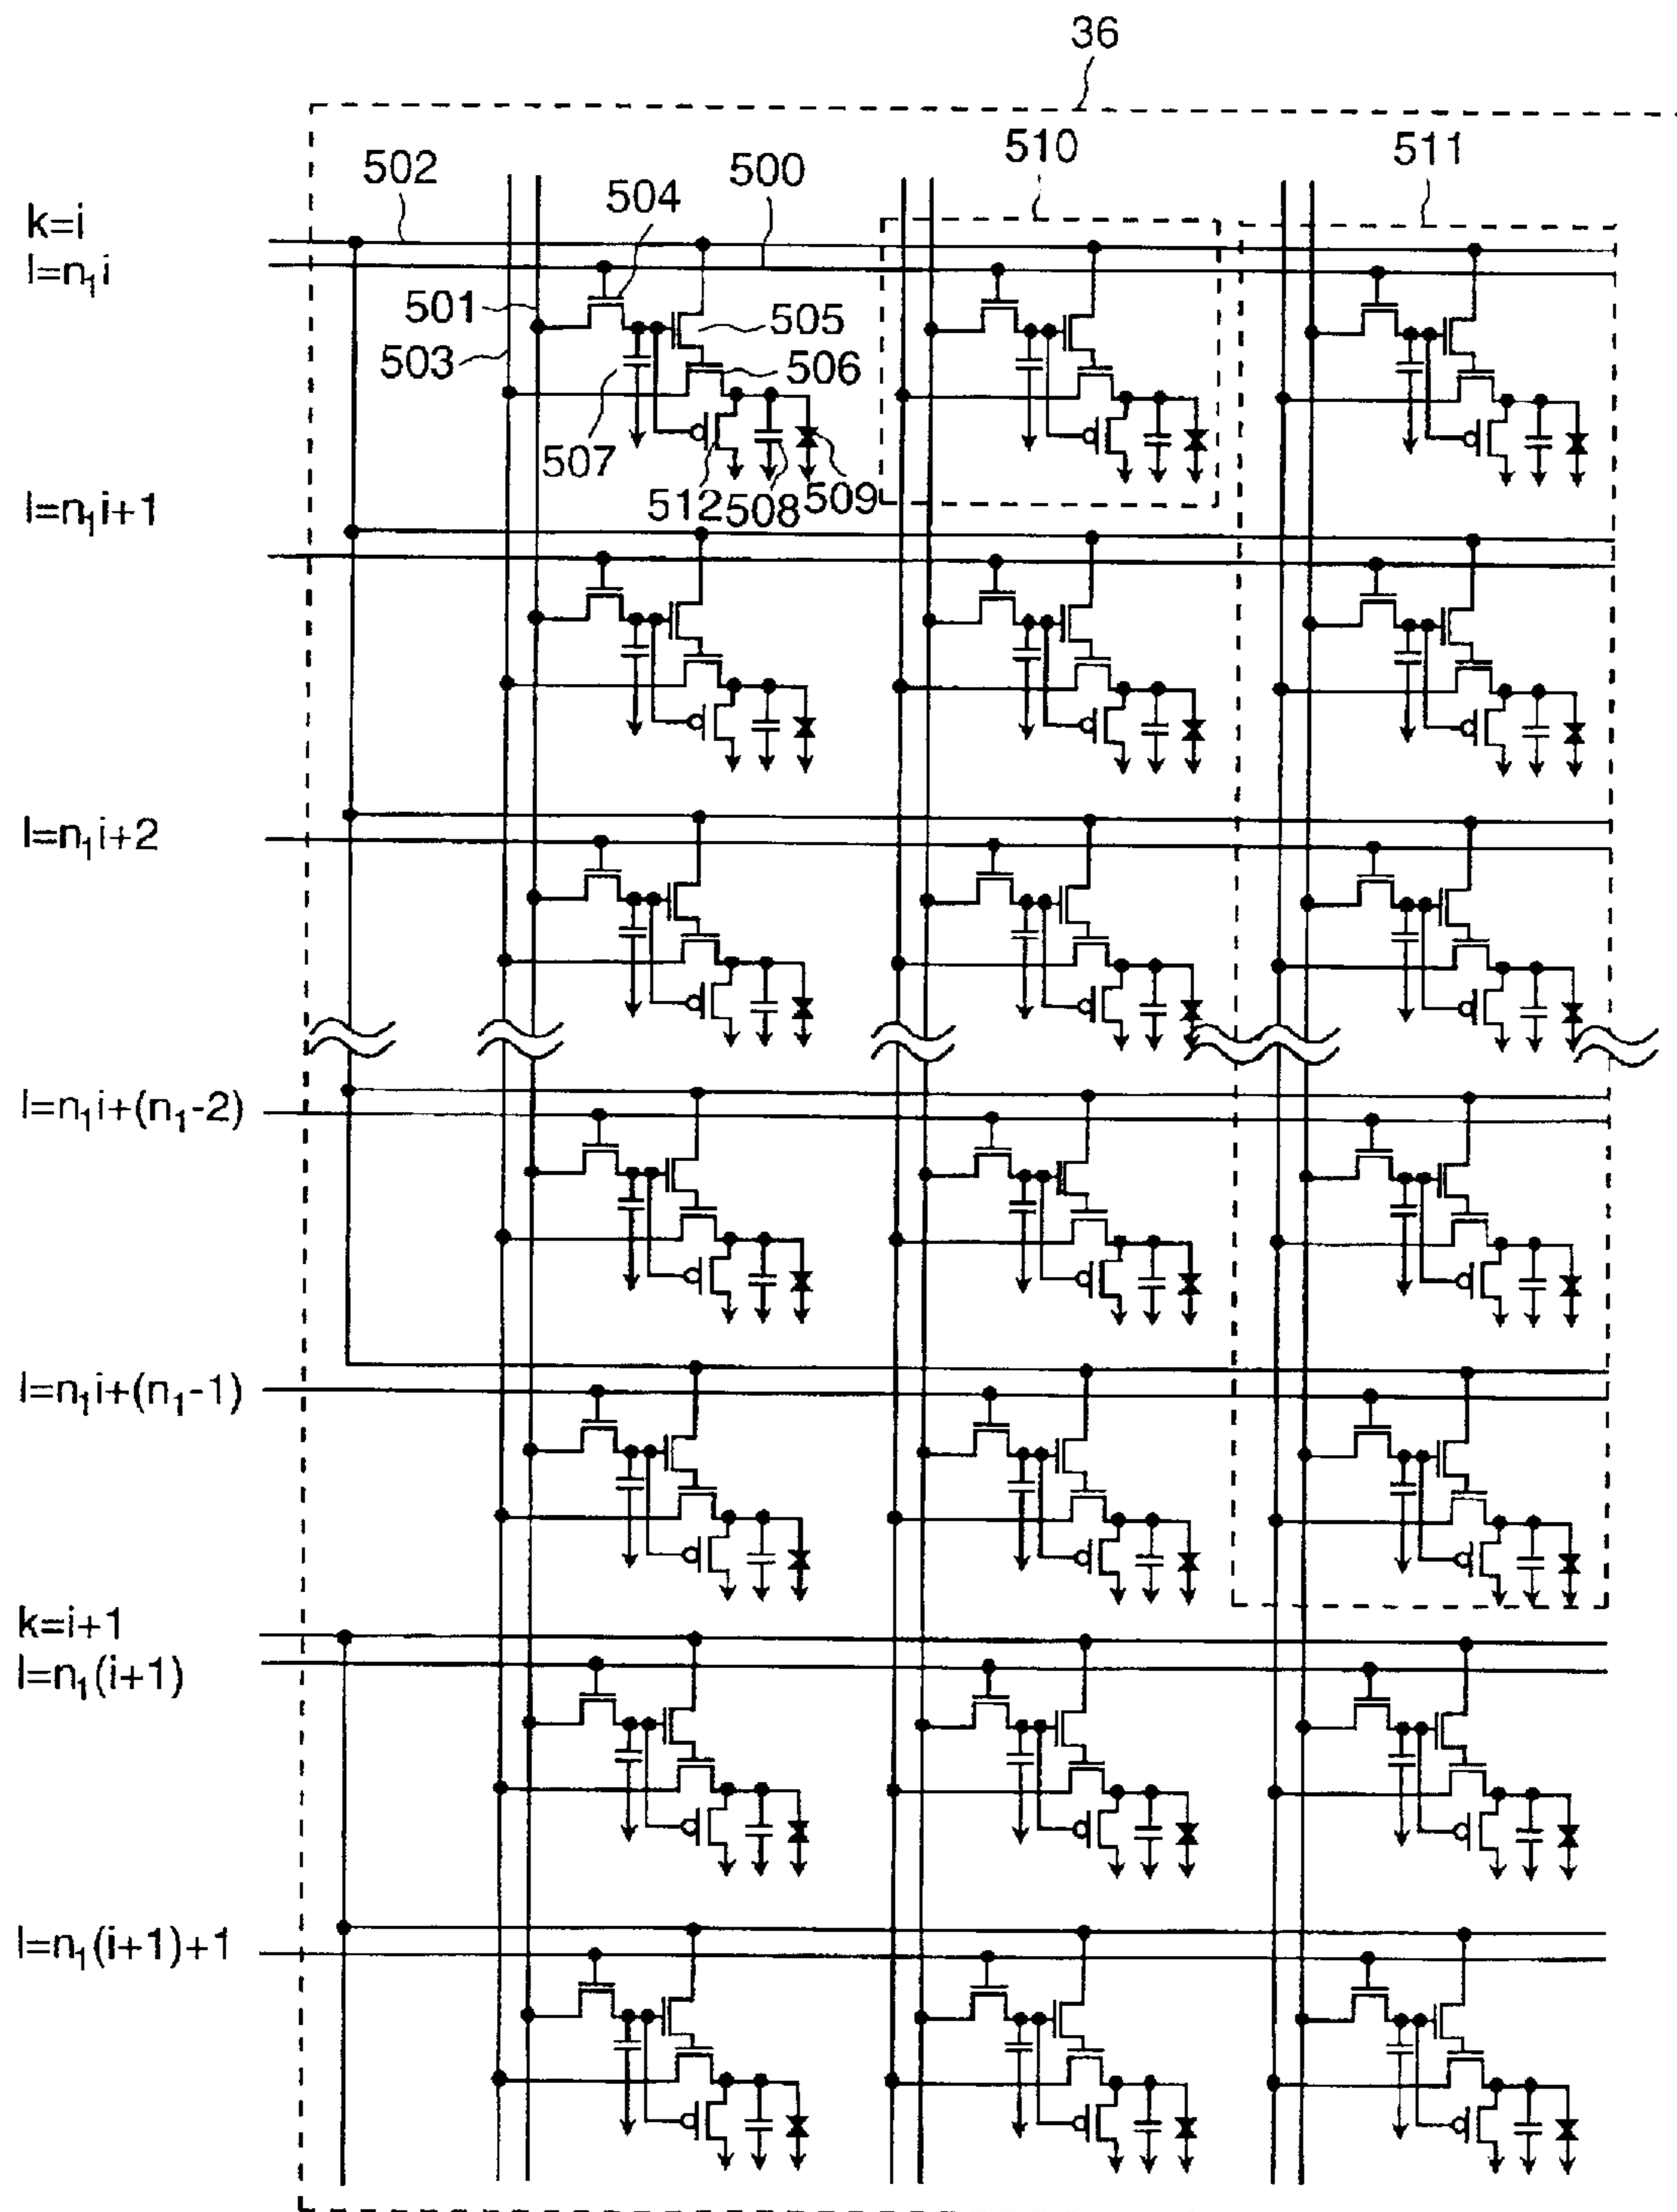 36
510
511
502
500
504
k=i
l=n₁i
501
505
503
506
507
512
508
509
l=n₁i+1
l=n₁i+2
l=n₁i+(n₁-2)
l=n₁i+(n₁-1)
k=i+1
l=n₁(i+1)
l=n₁(i+1)+1